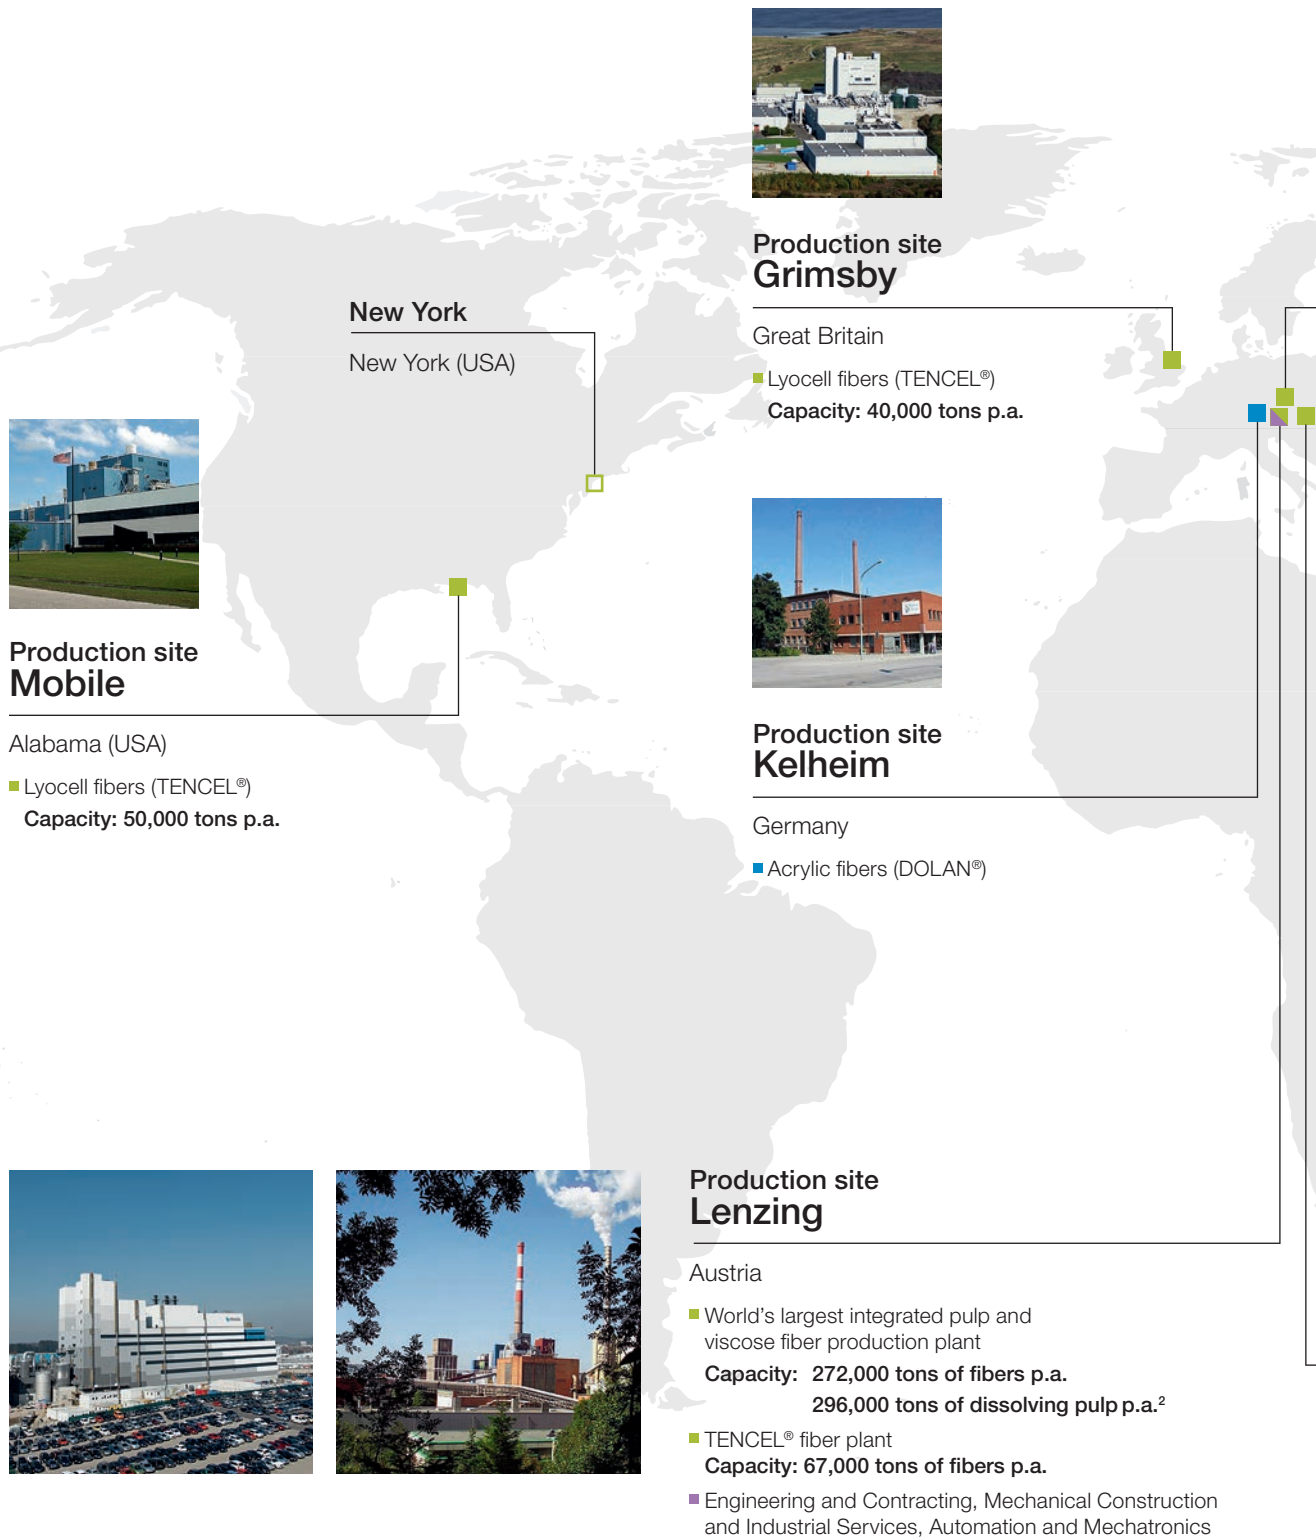 Production site
Grimsby
Great Britain
Lyocell fibers (TENCEL®)
Capacity: 40,000 tons p.a.
New York
New York (USA)
Production site
Mobile
Alabama (USA)
Lyocell fibers (TENCEL®)
Capacity: 50,000 tons p.a.
Production site
Kelheim
Germany
Acrylic fibers (DOLAN®)
Production site
Lenzing
Austria
World’s largest integrated pulp and
viscose fiber production plant
Capacity: 272,000 tons of fibers p.a.
296,000 tons of dissolving pulp p.a.²
TENCEL® fiber plant
Capacity: 67,000 tons of fibers p.a.
Engineering and Contracting, Mechanical Construction
and Industrial Services, Automation and Mechatronics